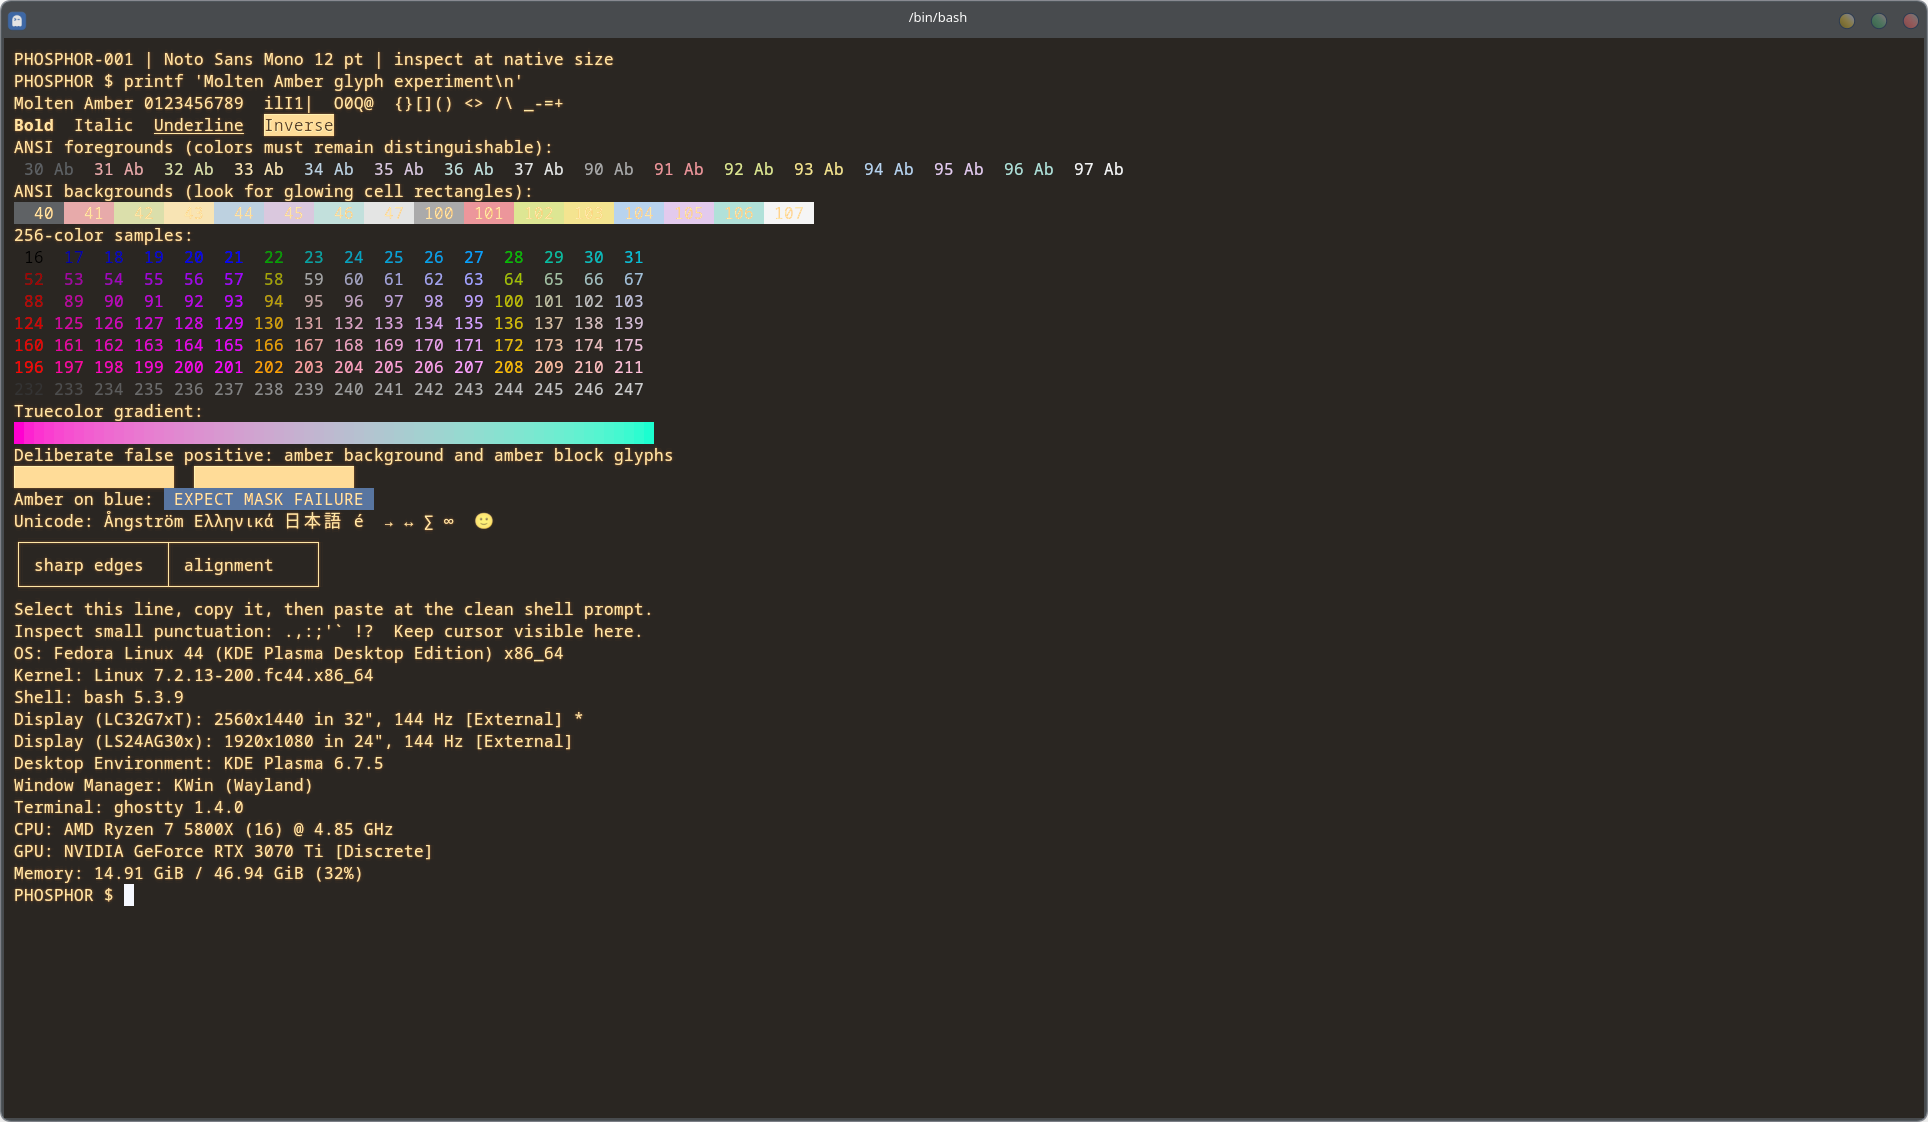 /bin/bash
PHOSPHOR-001 | Noto Sans Mono 12 pt | inspect at native size
PHOSPHOR $ printf 'Molten Amber glyph experiment\n'
Molten Amber 0123456789  ilI1|  O0Q@  {}[]() <> /\ _-=+
Bold  Italic  Underline  Inverse
ANSI foregrounds (colors must remain distinguishable):
30 Ab  31 Ab  32 Ab  33 Ab  34 Ab  35 Ab  36 Ab  37 Ab  90 Ab  91 Ab  92 Ab  93 Ab  94 Ab  95 Ab  96 Ab  97 Ab
ANSI backgrounds (look for glowing cell rectangles):
40   41   42   43   44   45   46   47  100  101  102  103  104  105  106  107
256-color samples:
16  17  18  19  20  21  22  23  24  25  26  27  28  29  30  31
52  53  54  55  56  57  58  59  60  61  62  63  64  65  66  67
88  89  90  91  92  93  94  95  96  97  98  99 100 101 102 103
124 125 126 127 128 129 130 131 132 133 134 135 136 137 138 139
160 161 162 163 164 165 166 167 168 169 170 171 172 173 174 175
196 197 198 199 200 201 202 203 204 205 206 207 208 209 210 211
232 233 234 235 236 237 238 239 240 241 242 243 244 245 246 247
Truecolor gradient:
Deliberate false positive: amber background and amber block glyphs
Amber on blue:  EXPECT MASK FAILURE
Unicode: Ångström Ελληνικά 日本語 é  → ↔ ∑ ∞  🙂
sharp edges  alignment
Select this line, copy it, then paste at the clean shell prompt.
Inspect small punctuation: .,:;'` !?  Keep cursor visible here.
OS: Fedora Linux 44 (KDE Plasma Desktop Edition) x86_64
Kernel: Linux 7.2.13-200.fc44.x86_64
Shell: bash 5.3.9
Display (LC32G7xT): 2560x1440 in 32", 144 Hz [External] *
Display (LS24AG30x): 1920x1080 in 24", 144 Hz [External]
Desktop Environment: KDE Plasma 6.7.5
Window Manager: KWin (Wayland)
Terminal: ghostty 1.4.0
CPU: AMD Ryzen 7 5800X (16) @ 4.85 GHz
GPU: NVIDIA GeForce RTX 3070 Ti [Discrete]
Memory: 14.91 GiB / 46.94 GiB (32%)
PHOSPHOR $